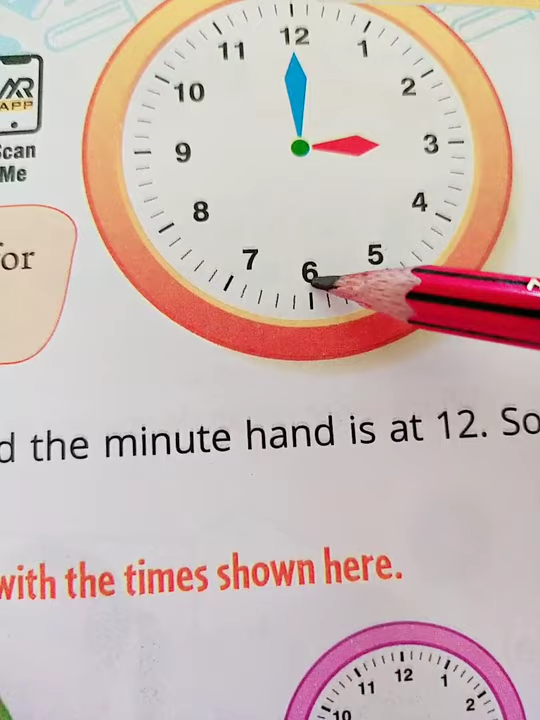 12
11
1
10
2
9
3
8
4
7
5
6
AR
APP
Scan
Me
for
d the minute hand is at 12. So
with the times shown here.
12
11
1
10
2